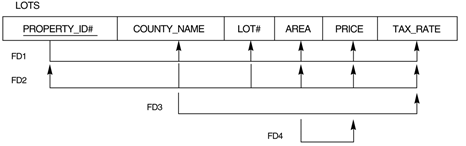 LOTS
PROPERTY_ID# COUNTY_NAME LOT# AREA PRICE TAX_RATE
FD1
FD2
FD3
FD4